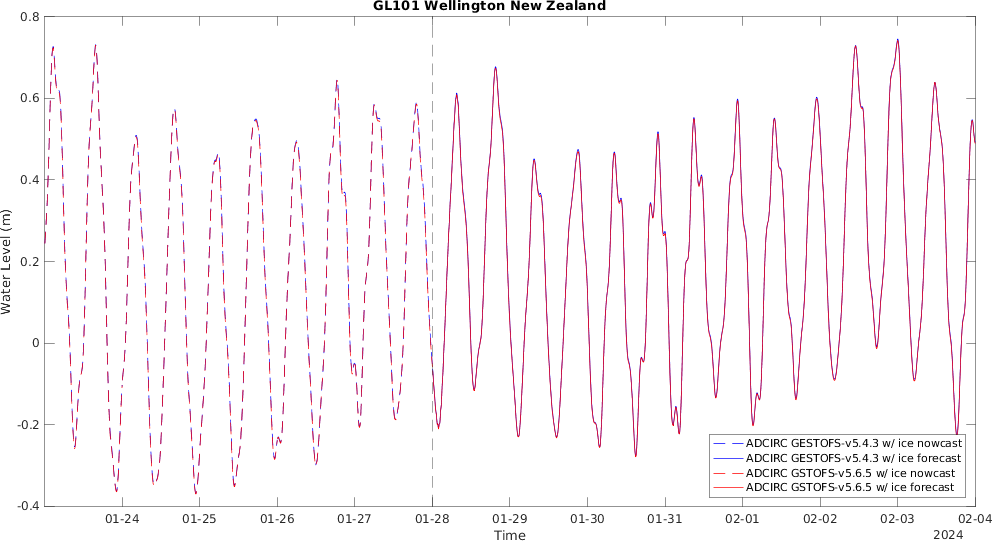 GL101 Wellington New Zealand
0.8
0.6
0.4
0.2
0
-0.2
-0.4
Water Level (m)
ADCIRC GESTOFS-v5.4.3 w/ ice nowcast
ADCIRC GESTOFS-v5.4.3 w/ ice forecast
ADCIRC GSTOFS-v5.6.5 w/ ice nowcast
ADCIRC GSTOFS-v5.6.5 w/ ice forecast
01-24 01-25 01-26 01-27 01-28 01-29 01-30 01-31 02-01 02-02 02-03 02-04
Time
2024